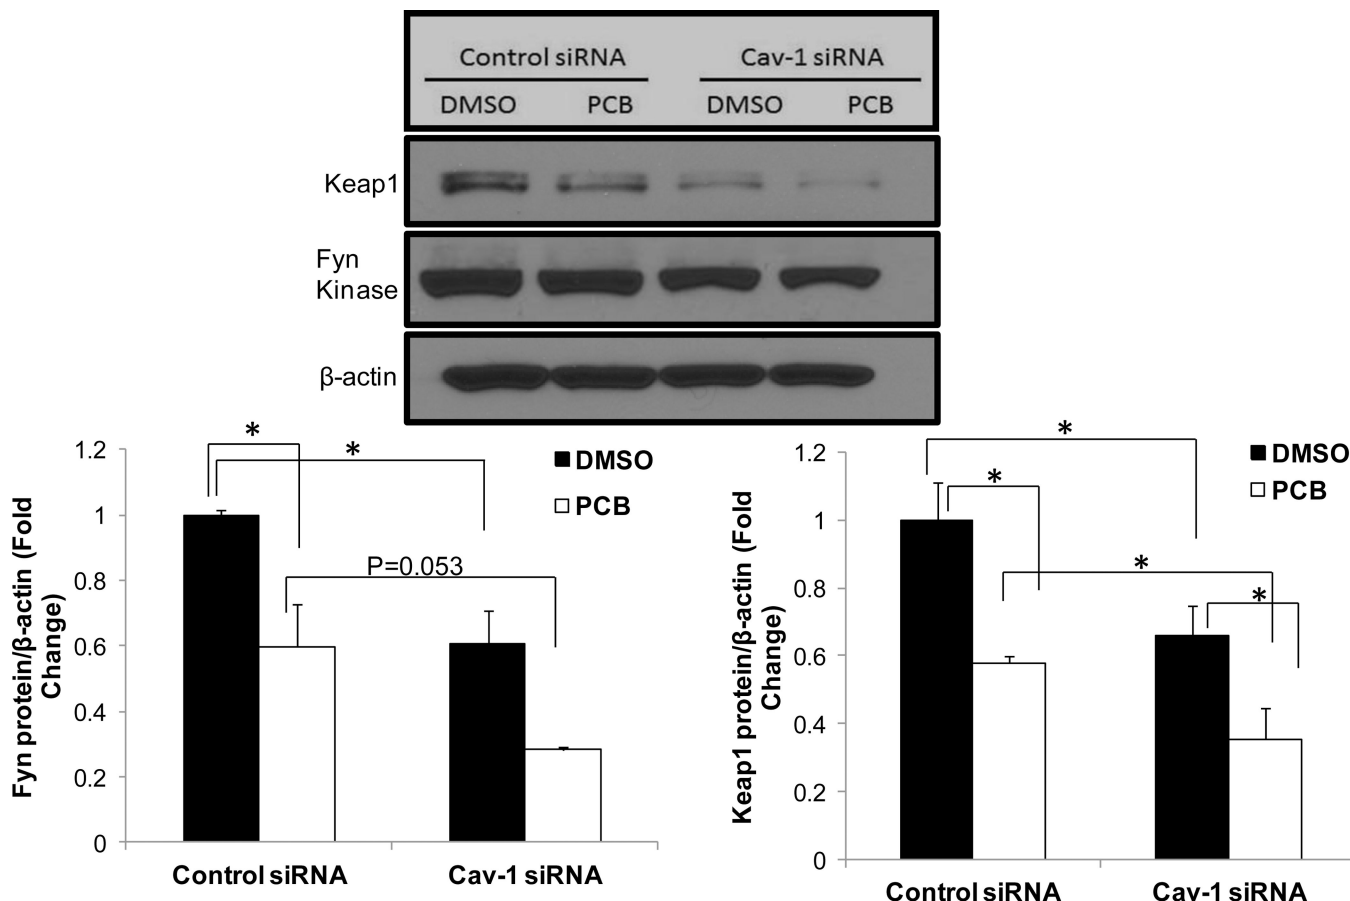 Control siRNA Cav-1 siRNA
DMSO PCB DMSO PCB
Keap1
Fyn
Kinase
β-actin
Fyn protein/β-actin (Fold
Change)
1.2
1
0.8
0.6
0.4
0.2
0
*
*
P=0.053
DMSO
PCB
Control siRNA Cav-1 siRNA
Keap1 protein/β-actin (Fold
Change)
1.2
1
0.8
0.6
0.4
0.2
0
*
*
*
*
DMSO
PCB
Control siRNA Cav-1 siRNA